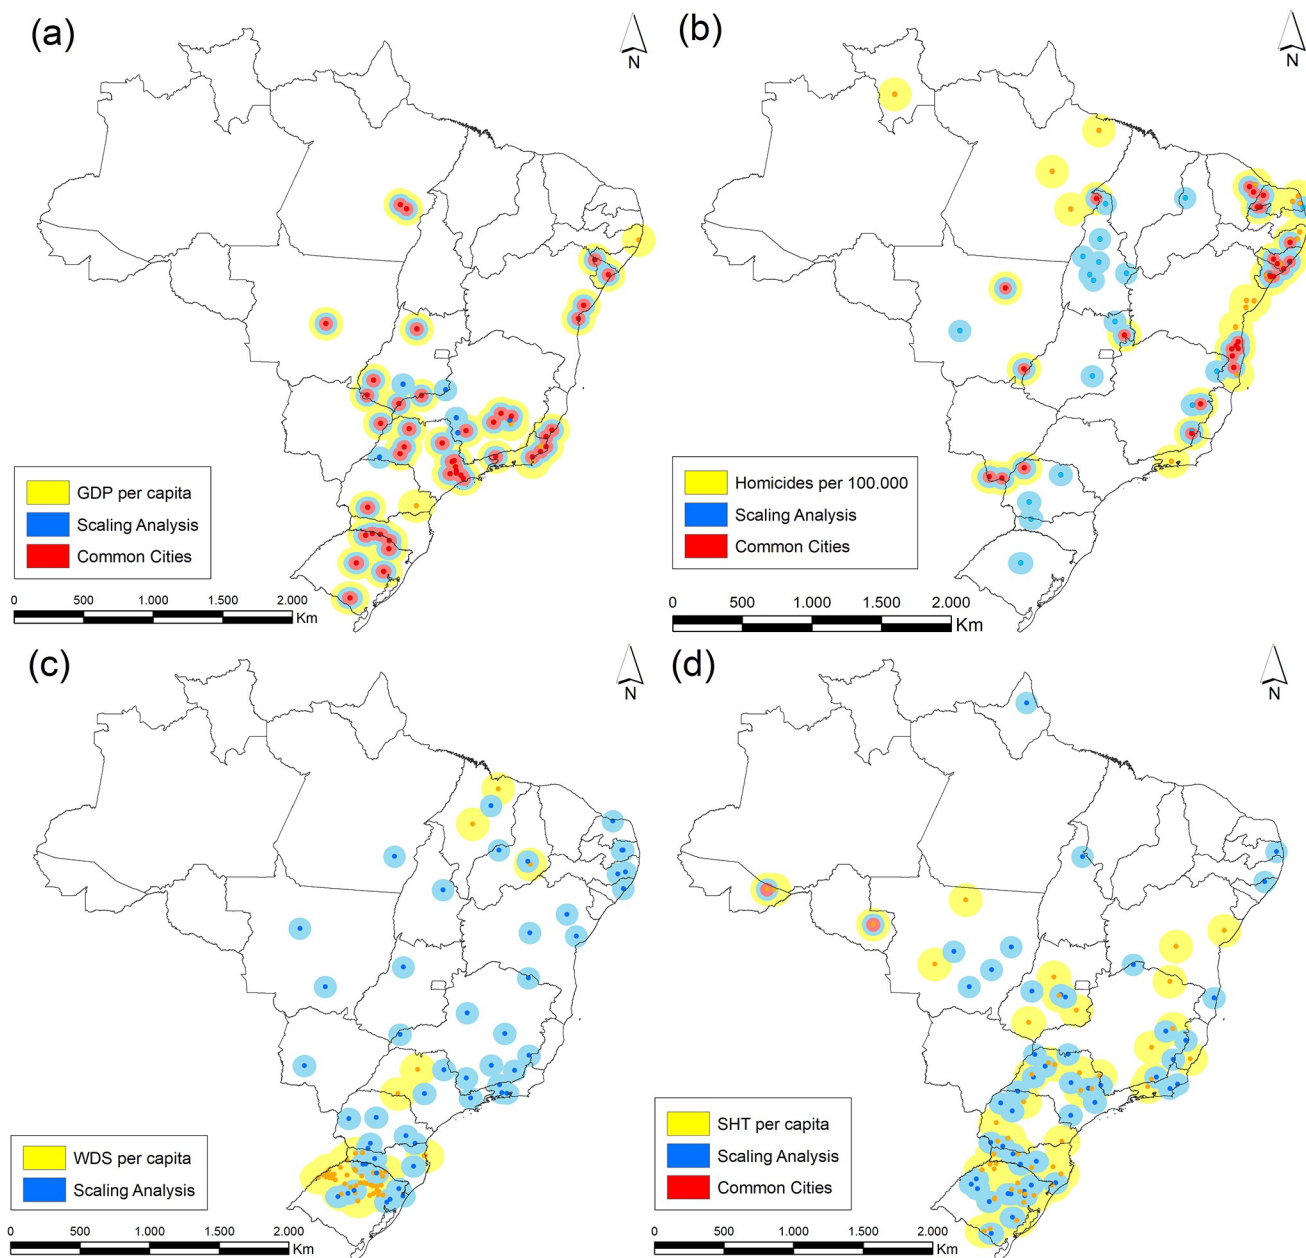 (a)
N
GDP per capita
Scaling Analysis
Common Cities
0 500 1.000 1.500 2.000
Km
(b)
N
Homicides per 100.000
Scaling Analysis
Common Cities
0 500 1.000 1.500 2.000
Km
(c)
N
WDS per capita
Scaling Analysis
0 500 1.000 1.500 2.000
Km
(d)
N
SHT per capita
Scaling Analysis
Common Cities
0 500 1.000 1.500 2.000
Km